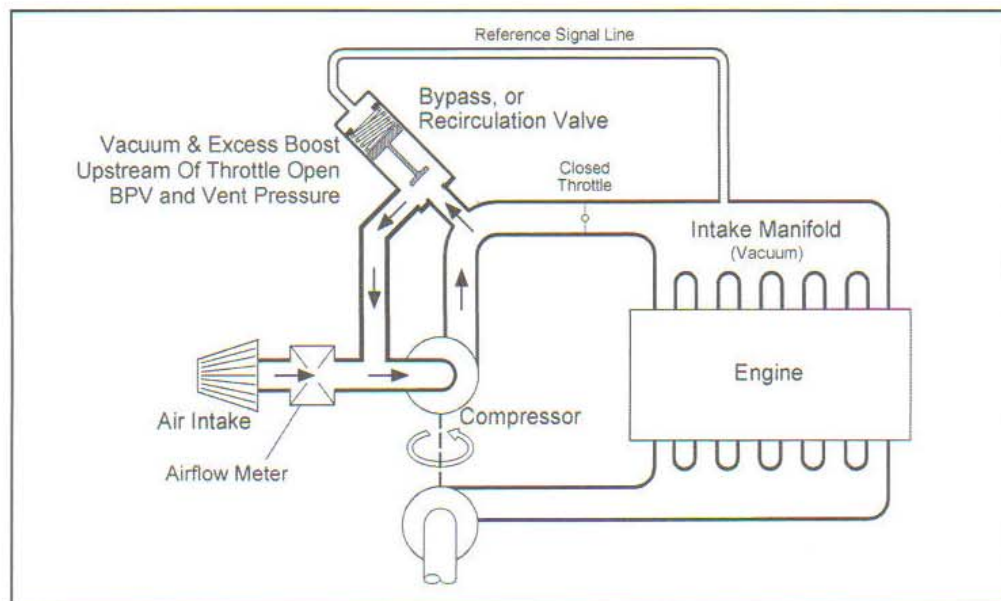 Reference Signal Line
Bypass, or
Recirculation Valve
Vacuum & Excess Boost
Upstream Of Throttle Open
BPV and Vent Pressure
Closed
Throttle
Intake Manifold
(Vacuum)
Engine
Air Intake
Compressor
Airflow Meter